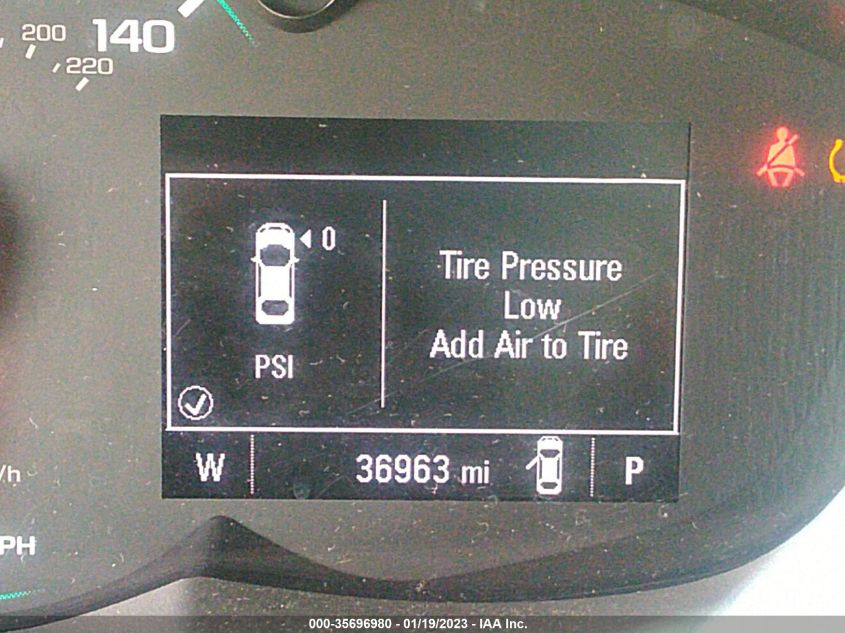 200
140
220
0
Tire Pressure
Low
Add Air to Tire
PSI
W
36963 mi
P
/h
PH
000-35696980 - 01/19/2023 - IAA Inc.